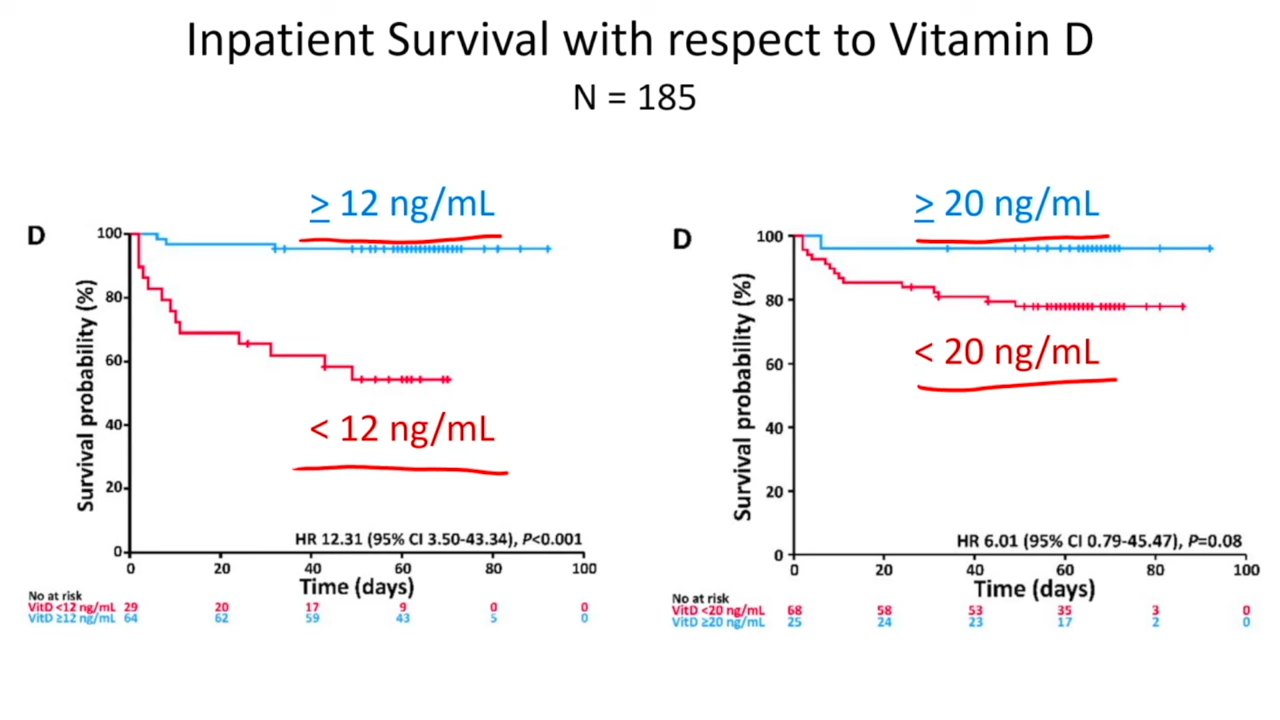 Inpatient Survival with respect to Vitamin D
N = 185
D
≥ 12 ng/mL
< 12 ng/mL
Survival probability (%)
100
80
60
40
20
0
HR 12.31 (95% CI 3.50-43.34), P<0.001
0 20 40 60 80 100
Time (days)
No at risk
VitD <12 ng/mL 29 20 17 9 0 0
VitD ≥12 ng/mL 64 62 59 43 5 0
D
≥ 20 ng/mL
< 20 ng/mL
Survival probability (%)
100
80
60
40
20
0
HR 6.01 (95% CI 0.79-45.47), P=0.08
0 20 40 60 80 100
Time (days)
No at risk
VitD <20 ng/mL 68 58 53 35 3 0
VitD ≥20 ng/mL 25 24 23 17 2 0